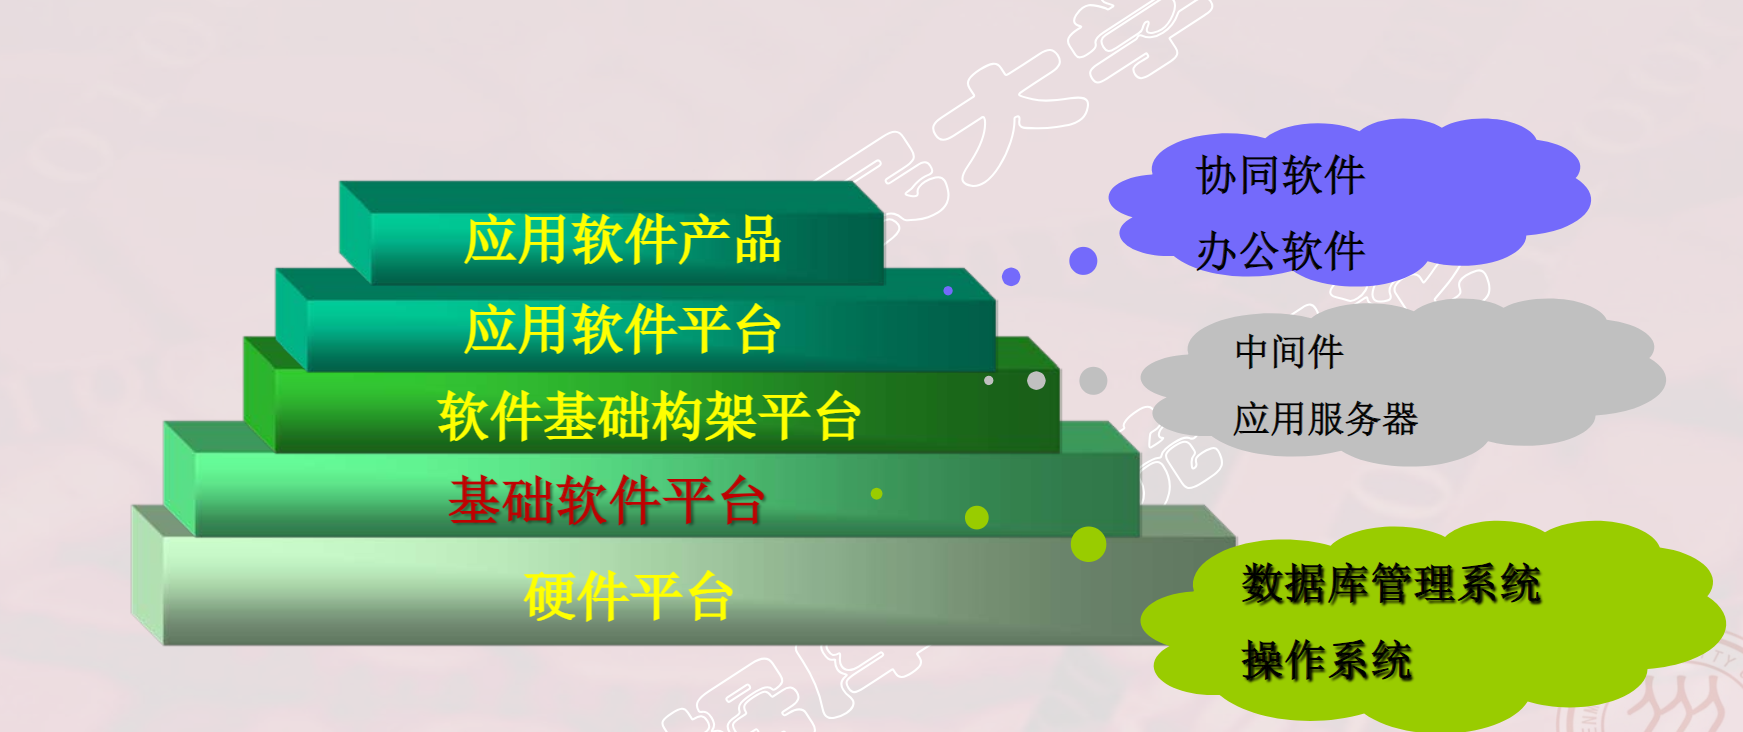 应用软件产品
应用软件平台
软件基础构架平台
基础软件平台
硬件平台
协同软件
办公软件
中间件
应用服务器
数据库管理系统
操作系统